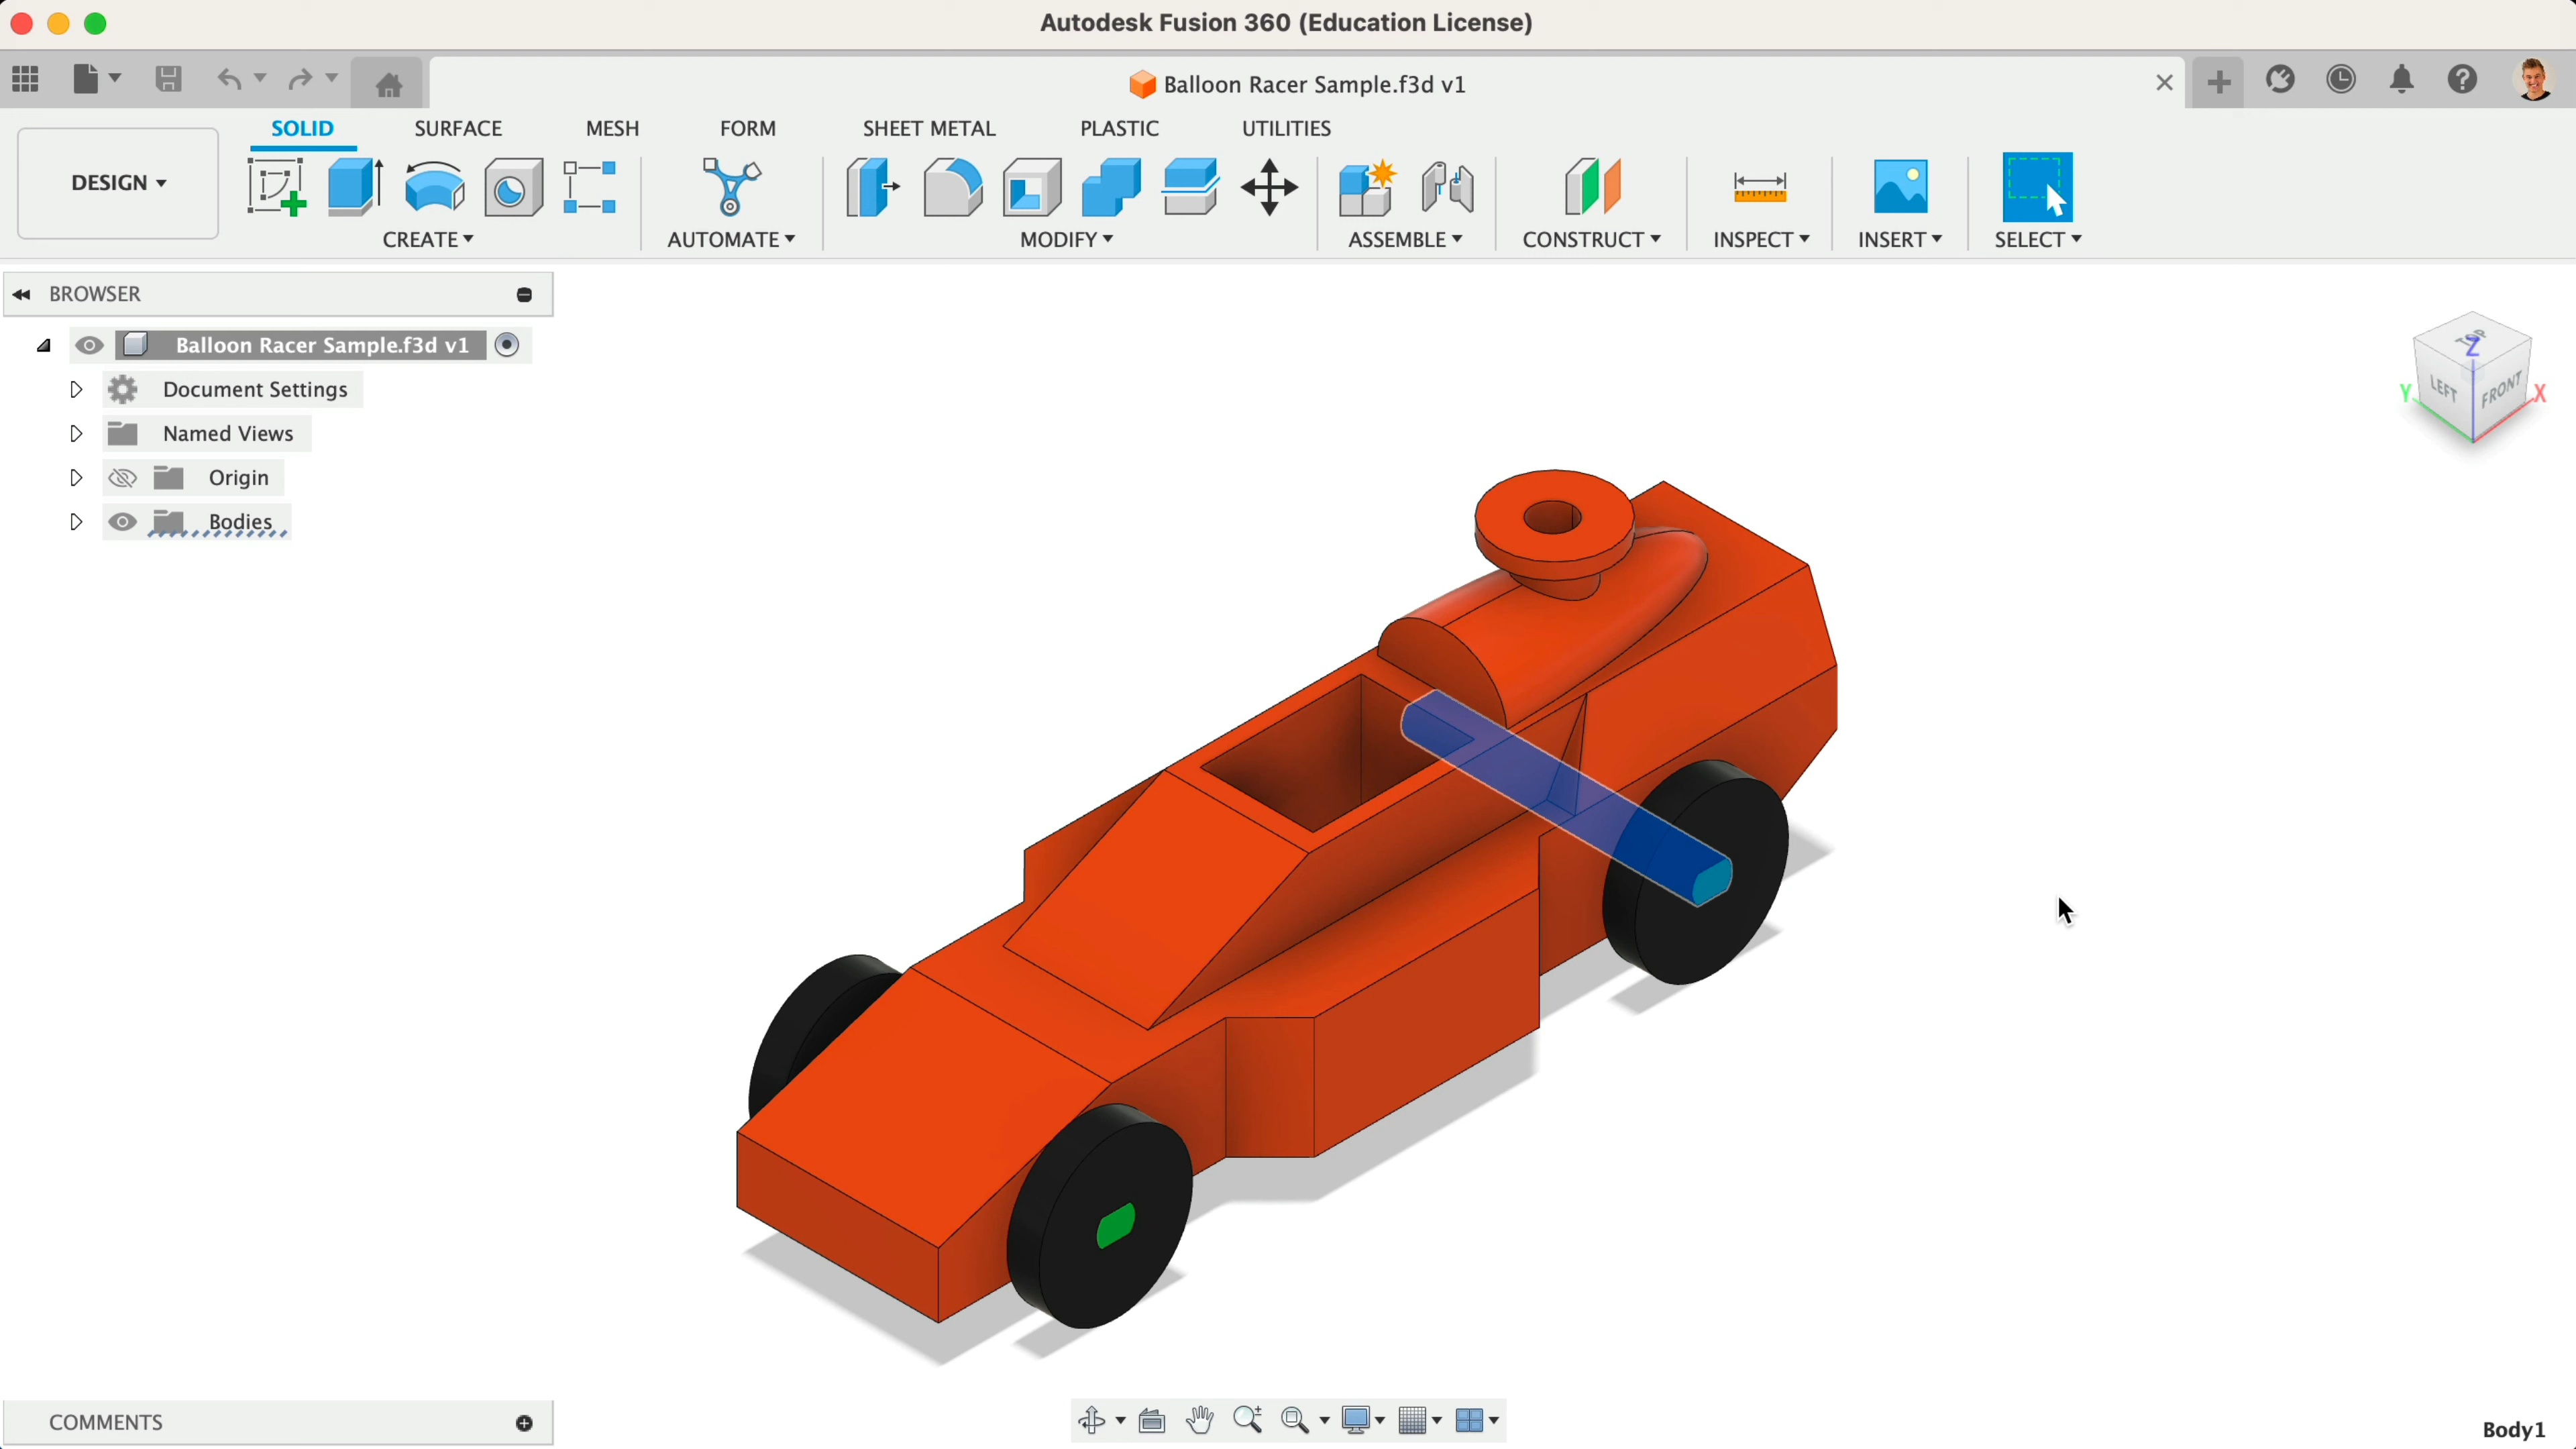 Autodesk Fusion 360 (Education License)
Balloon Racer Sample.f3d v1
SOLID SURFACE MESH FORM SHEET METAL PLASTIC UTILITIES
DESIGN
CREATE AUTOMATE MODIFY ASSEMBLE CONSTRUCT INSPECT INSERT SELECT
BROWSER
Balloon Racer Sample.f3d v1
Document Settings
Named Views
Origin
Bodies
TOP
Z
LEFT FRONT
Y X
COMMENTS
Body1